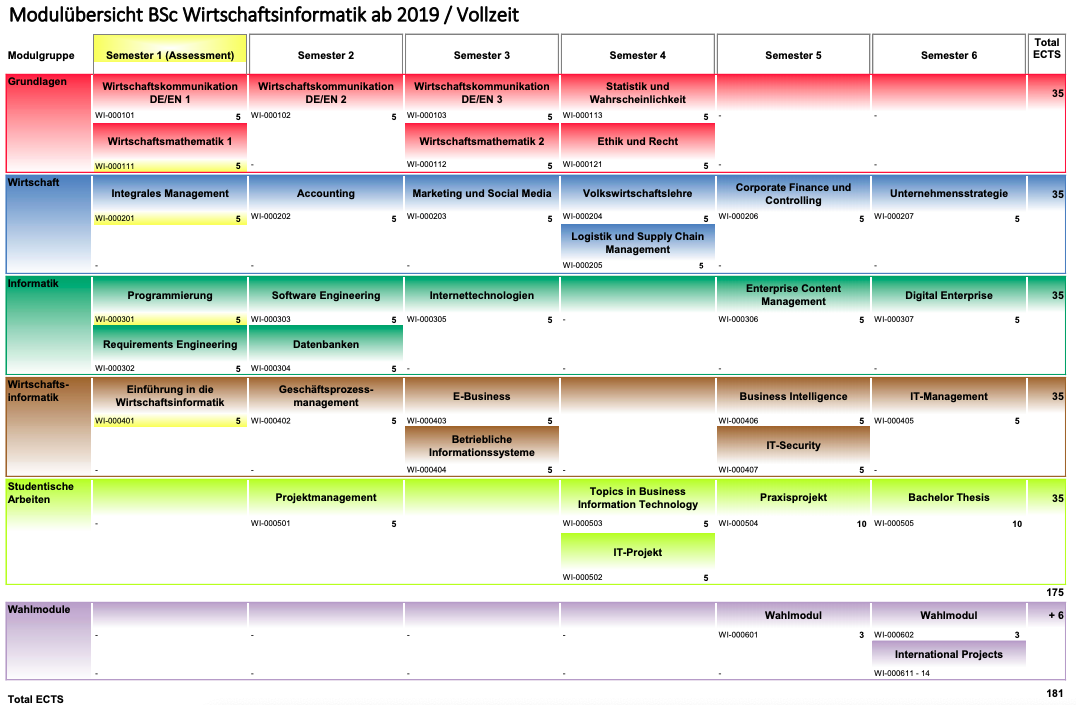 Modulübersicht BSc Wirtschaftsinformatik ab 2019 / Vollzeit
Modulgruppe Semester 1 (Assessment) Semester 2 Semester 3 Semester 4 Semester 5 Semester 6 Total ECTS
Grundlagen
Wirtschaftskommunikation DE/EN 1 Wirtschaftskommunikation DE/EN 2 Wirtschaftskommunikation DE/EN 3 Statistik und Wahrscheinlichkeit 35
WI-000101 5 WI-000102 5 WI-000103 5 WI-000113 5 - -
Wirtschaftsmathematik 1 Wirtschaftsmathematik 2 Ethik und Recht
WI-000111 5 - WI-000112 5 WI-000121 5 - -
Wirtschaft
Integrales Management Accounting Marketing und Social Media Volkswirtschaftslehre Corporate Finance und Controlling Unternehmensstrategie 35
WI-000201 5 WI-000202 5 WI-000203 5 WI-000204 5 WI-000206 5 WI-000207 5
Logistik und Supply Chain Management
- - - WI-000205 5 - -
Informatik
Programmierung Software Engineering Internettechnologien Enterprise Content Management Digital Enterprise 35
WI-000301 5 WI-000303 5 WI-000305 5 - WI-000306 5 WI-000307 5
Requirements Engineering Datenbanken
WI-000302 5 WI-000304 5 - - - -
Wirtschafts-
informatik
Einführung in die Wirtschaftsinformatik Geschäftsprozess-management E-Business Business Intelligence IT-Management 35
WI-000401 5 WI-000402 5 WI-000403 5 WI-000406 5 WI-000405 5
Betriebliche Informationssysteme IT-Security
- - WI-000404 5 - WI-000407 5 -
Studentische
Arbeiten
Projektmanagement Topics in Business Information Technology Praxisprojekt Bachelor Thesis 35
- WI-000501 5 WI-000503 5 WI-000504 10 WI-000505 10
IT-Projekt
WI-000502 5
175
Wahlmodule Wahlmodul Wahlmodul + 6
- - - - WI-000601 3 WI-000602 3
International Projects
- - - - - WI-000611 - 14
Total ECTS 181